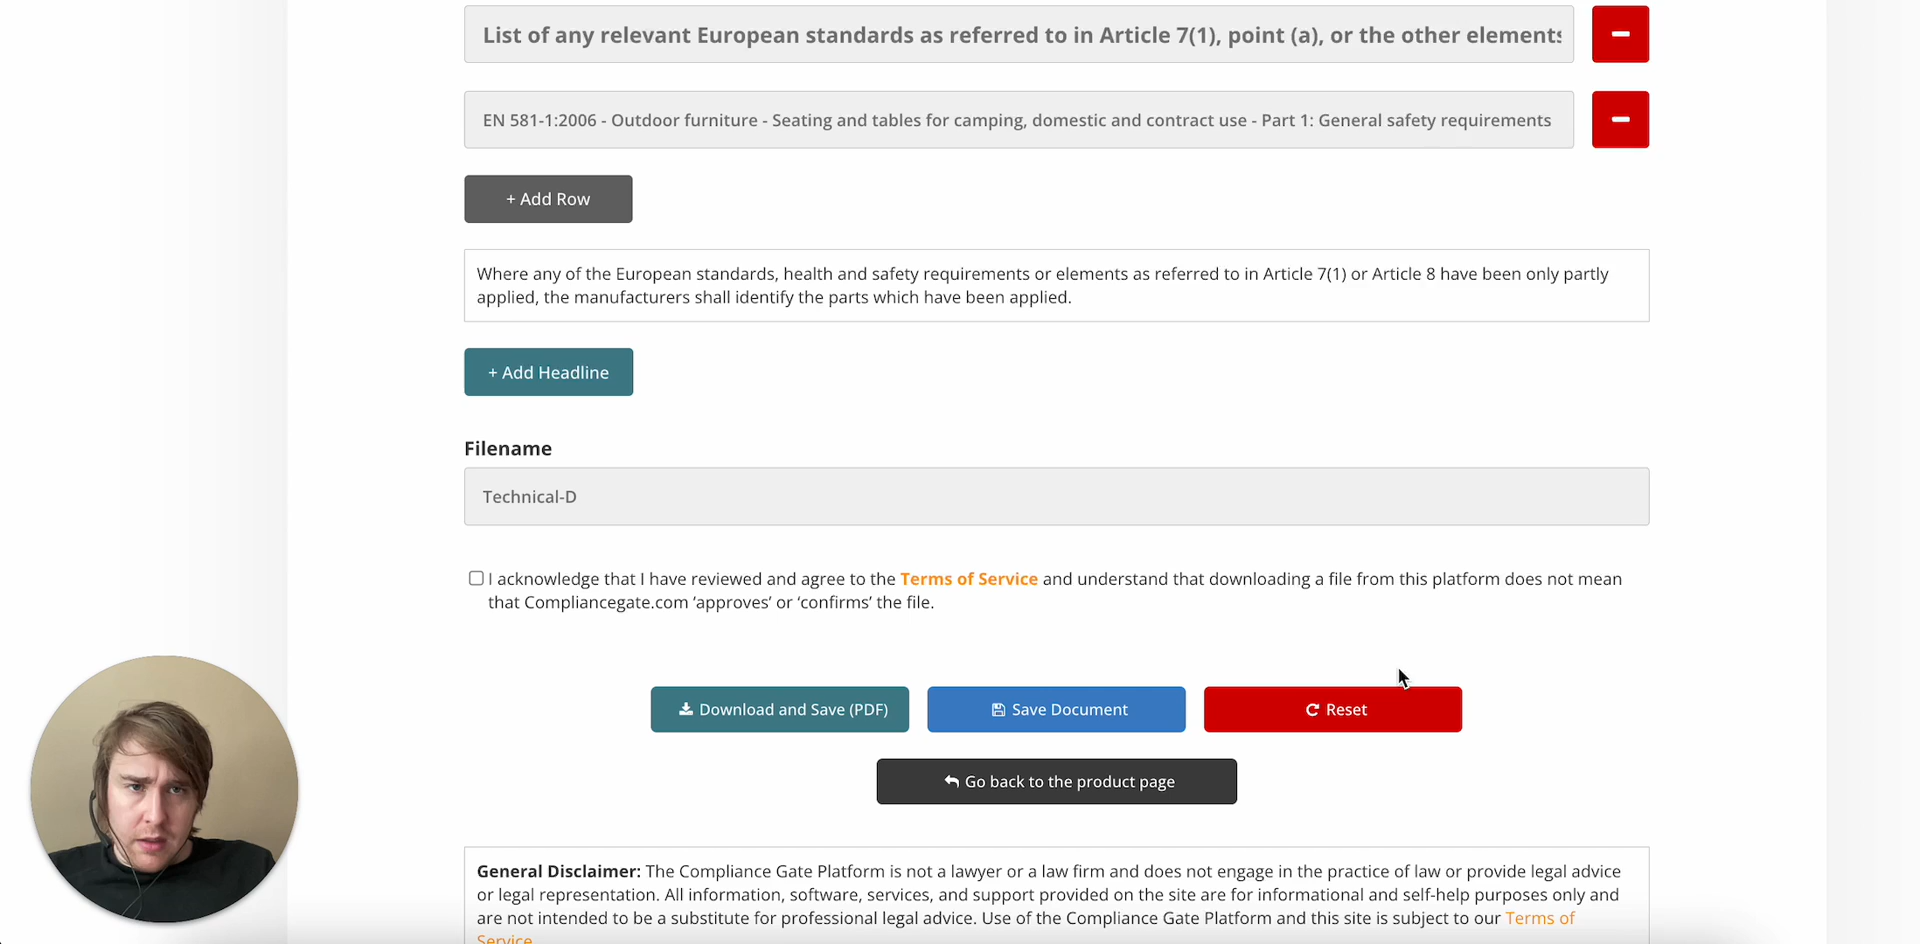 List of any relevant European standards as referred to in Article 7(1), point (a), or the other elements
EN 581-1:2006 - Outdoor furniture - Seating and tables for camping, domestic and contract use - Part 1: General safety requirements
+ Add Row
Where any of the European standards, health and safety requirements or elements as referred to in Article 7(1) or Article 8 have been only partly
applied, the manufacturers shall identify the parts which have been applied.
+ Add Headline
Filename
Technical-D
I acknowledge that I have reviewed and agree to the Terms of Service and understand that downloading a file from this platform does not mean
that Compliancegate.com ‘approves’ or ‘confirms’ the file.
Download and Save (PDF)
Save Document
Reset
Go back to the product page
General Disclaimer: The Compliance Gate Platform is not a lawyer or a law firm and does not engage in the practice of law or provide legal advice
or legal representation. All information, software, services, and support provided on the site are for informational and self-help purposes only and
are not intended to be a substitute for professional legal advice. Use of the Compliance Gate Platform and this site is subject to our Terms of
Service.